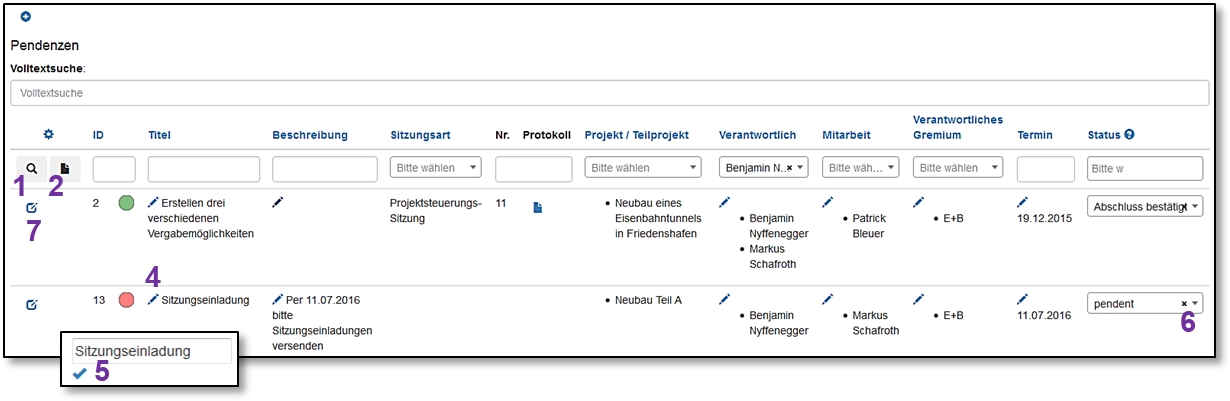 Pendenzen
Volltextsuche:
Volltextsuche
ID Titel Beschreibung Sitzungsart Nr. Protokoll Projekt / Teilprojekt Verantwortlich Mitarbeit Verantwortliches Gremium Termin Status
Bitte wählen Bitte wählen Benjamin N... × Bitte wäh... Bitte wählen Bitte w
1 2
2 Erstellen drei Projektsteuerungs- 11 • Neubau eines Abschluss bestätigt ×
verschiedenen Sitzung Eisenbahntunnels • Benjamin • Patrick • E+B 19.12.2015
Vergabemöglichkeiten in Friedenshafen Nyffenegger Bleuer
7
• Markus
Schafroth
4
13 Sitzungseinladung Per 11.07.2016 • Neubau Teil A pendent ×
bitte • Benjamin • Markus • E+B 11.07.2016 6
Sitzungseinladungen Nyffenegger Schafroth
versenden
Sitzungseinladung
5